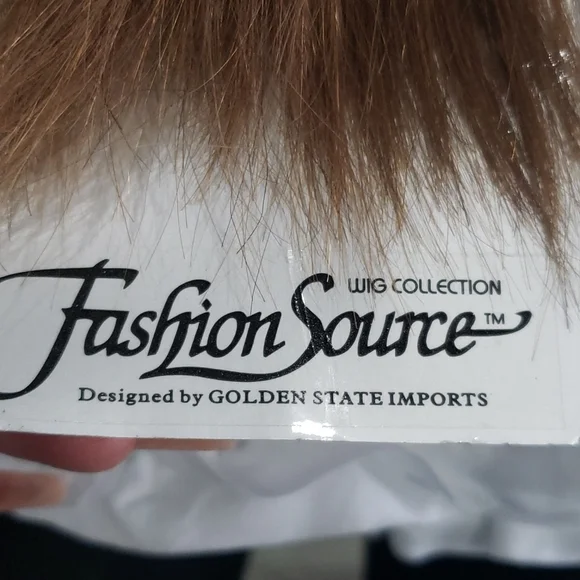 WIG COLLECTION
Fashion Source™
Designed by GOLDEN STATE IMPORTS